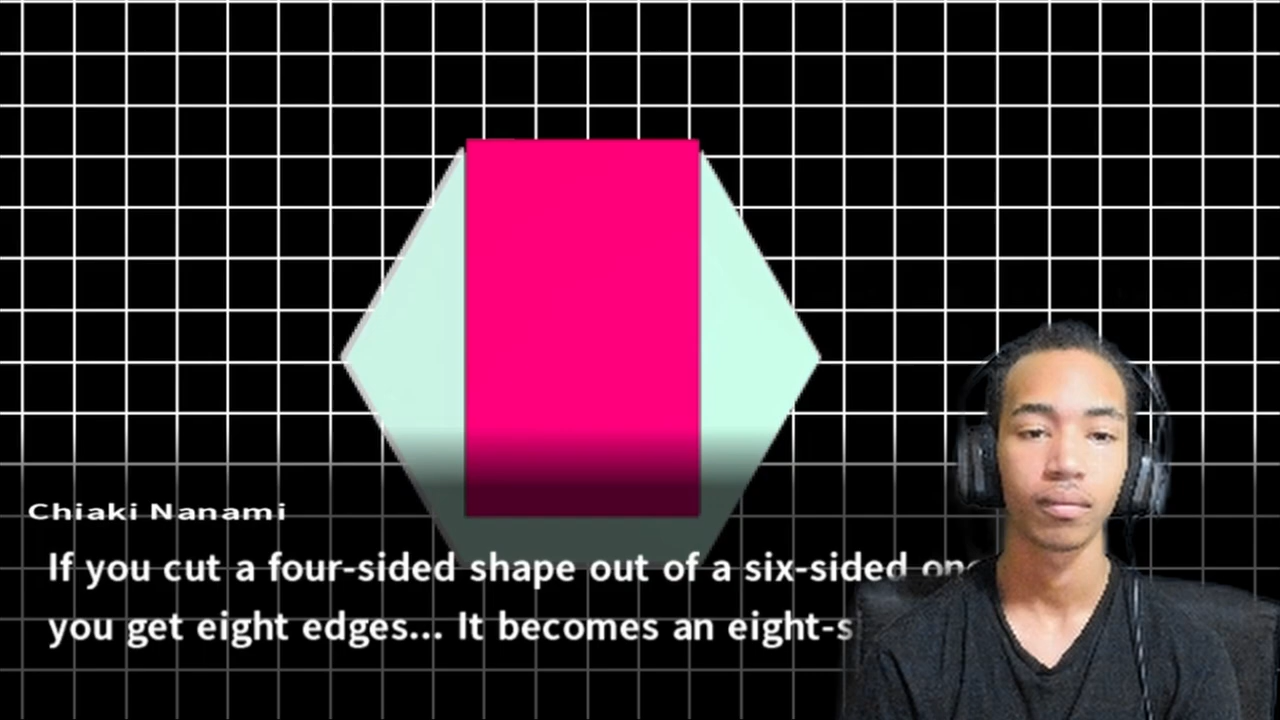 Chiaki Nanami
If you cut a four-sided shape out of a six-sided
you get eight edges... It becomes an